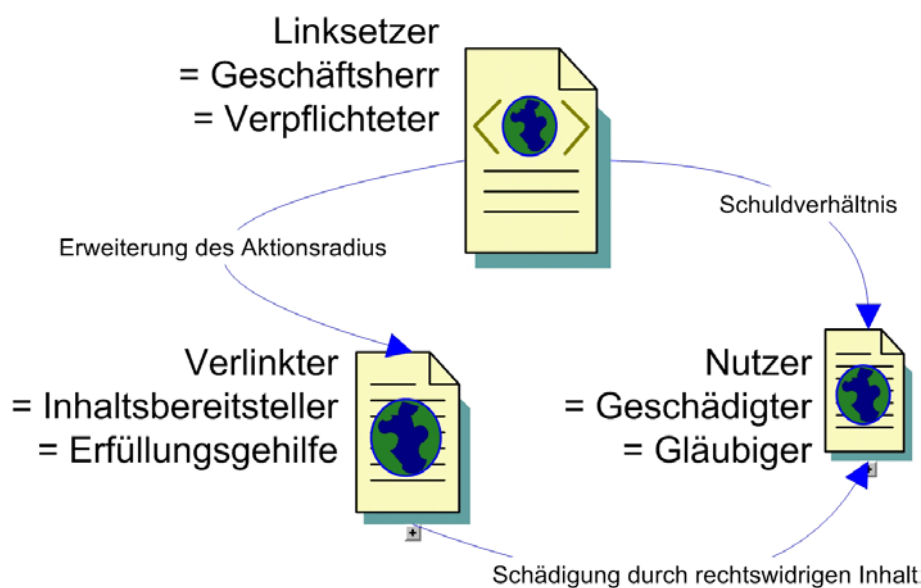 Linksetzer
= Geschäftsherr
= Verpflichteter
Schuldverhältnis
Erweiterung des Aktionsradius
Verlinkter
= Inhaltsbereitsteller
= Erfüllungsgehilfe
Nutzer
= Geschädigter
= Gläubiger
Schädigung durch rechtswidrigen Inhalt